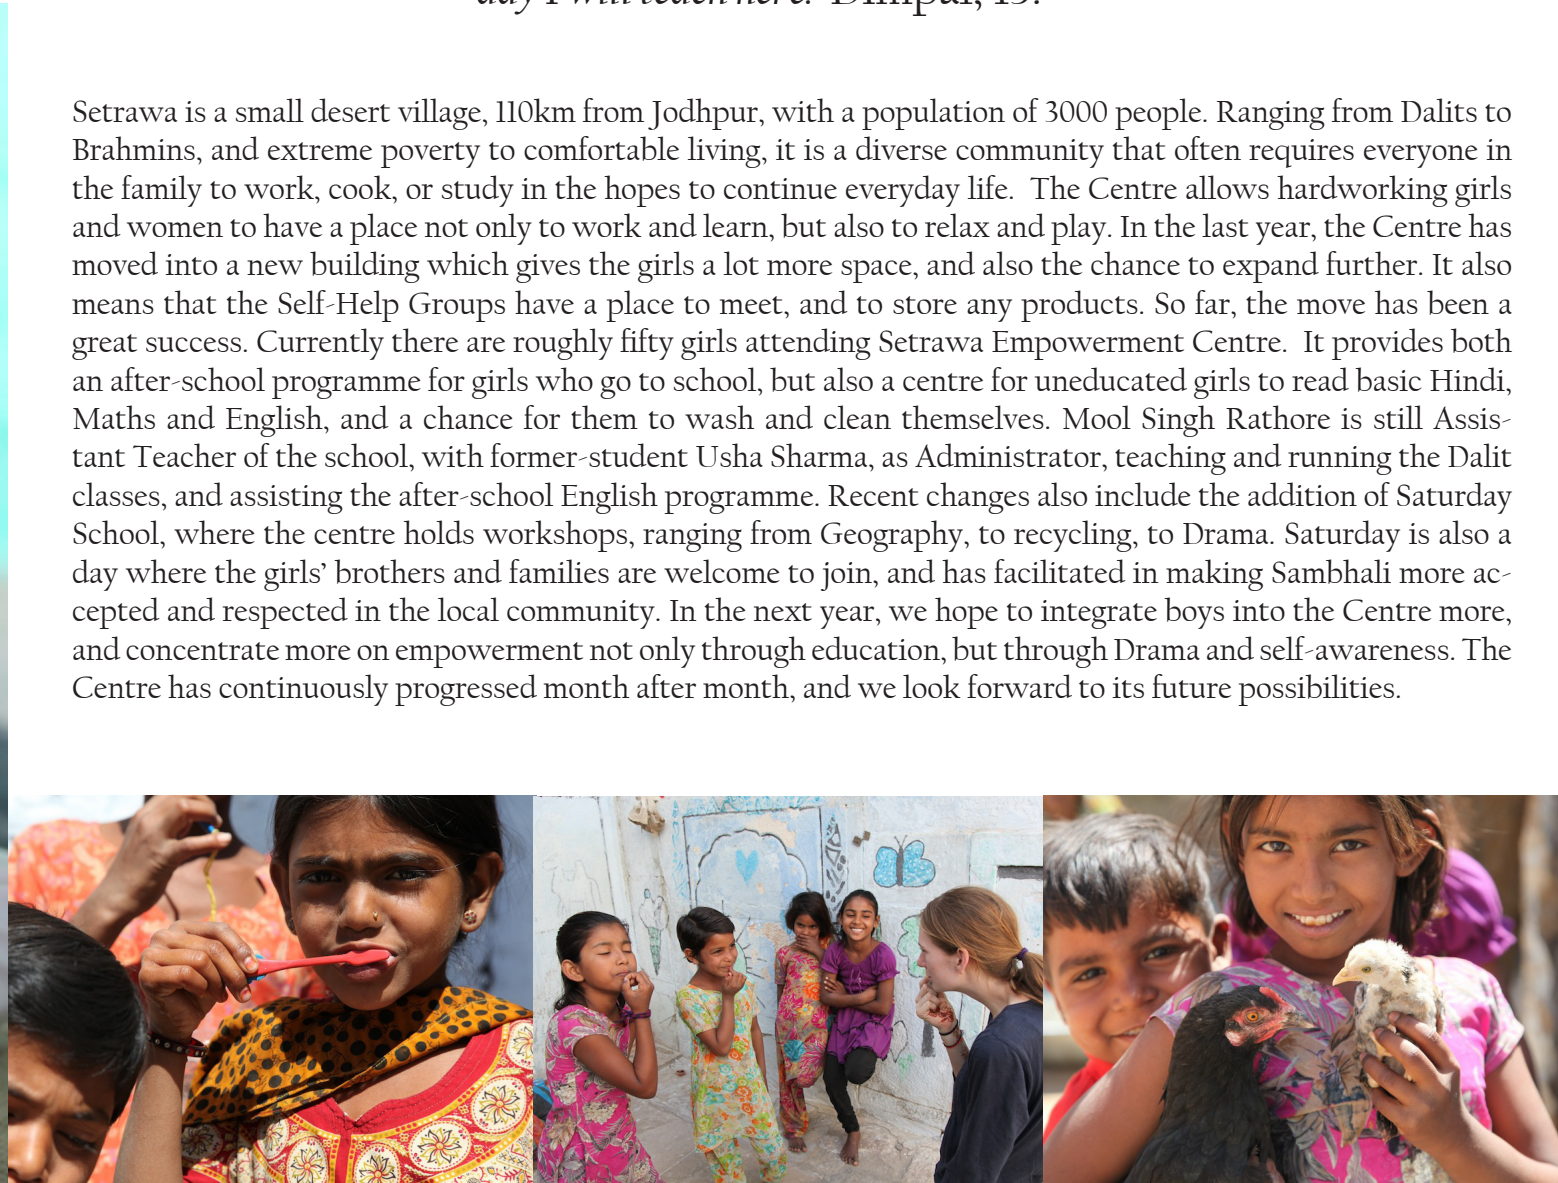 day I will teach here." Dimpal, 13.
Setrawa is a small desert village, 110km from Jodhpur, with a population of 3000 people. Ranging from Dalits to
Brahmins, and extreme poverty to comfortable living, it is a diverse community that often requires everyone in
the family to work, cook, or study in the hopes to continue everyday life.  The Centre allows hardworking girls
and women to have a place not only to work and learn, but also to relax and play. In the last year, the Centre has
moved into a new building which gives the girls a lot more space, and also the chance to expand further. It also
means that the Self-Help Groups have a place to meet, and to store any products. So far, the move has been a
great success. Currently there are roughly fifty girls attending Setrawa Empowerment Centre.  It provides both
an after-school programme for girls who go to school, but also a centre for uneducated girls to read basic Hindi,
Maths and English, and a chance for them to wash and clean themselves. Mool Singh Rathore is still Assis-
tant Teacher of the school, with former-student Usha Sharma, as Administrator, teaching and running the Dalit
classes, and assisting the after-school English programme. Recent changes also include the addition of Saturday
School, where the centre holds workshops, ranging from Geography, to recycling, to Drama. Saturday is also a
day where the girls’ brothers and families are welcome to join, and has facilitated in making Sambhali more ac-
cepted and respected in the local community. In the next year, we hope to integrate boys into the Centre more,
and concentrate more on empowerment not only through education, but through Drama and self-awareness. The
Centre has continuously progressed month after month, and we look forward to its future possibilities.